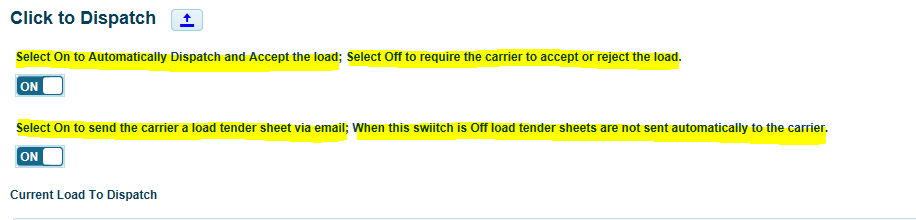 Click to Dispatch
Select On to Automatically Dispatch and Accept the load; Select Off to require the carrier to accept or reject the load.
ON
Select On to send the carrier a load tender sheet via email; When this swiitch is Off load tender sheets are not sent automatically to the carrier.
ON
Current Load To Dispatch